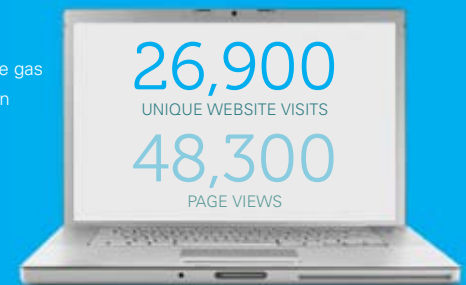 e gas
n
26,900
UNIQUE WEBSITE VISITS
48,300
PAGE VIEWS